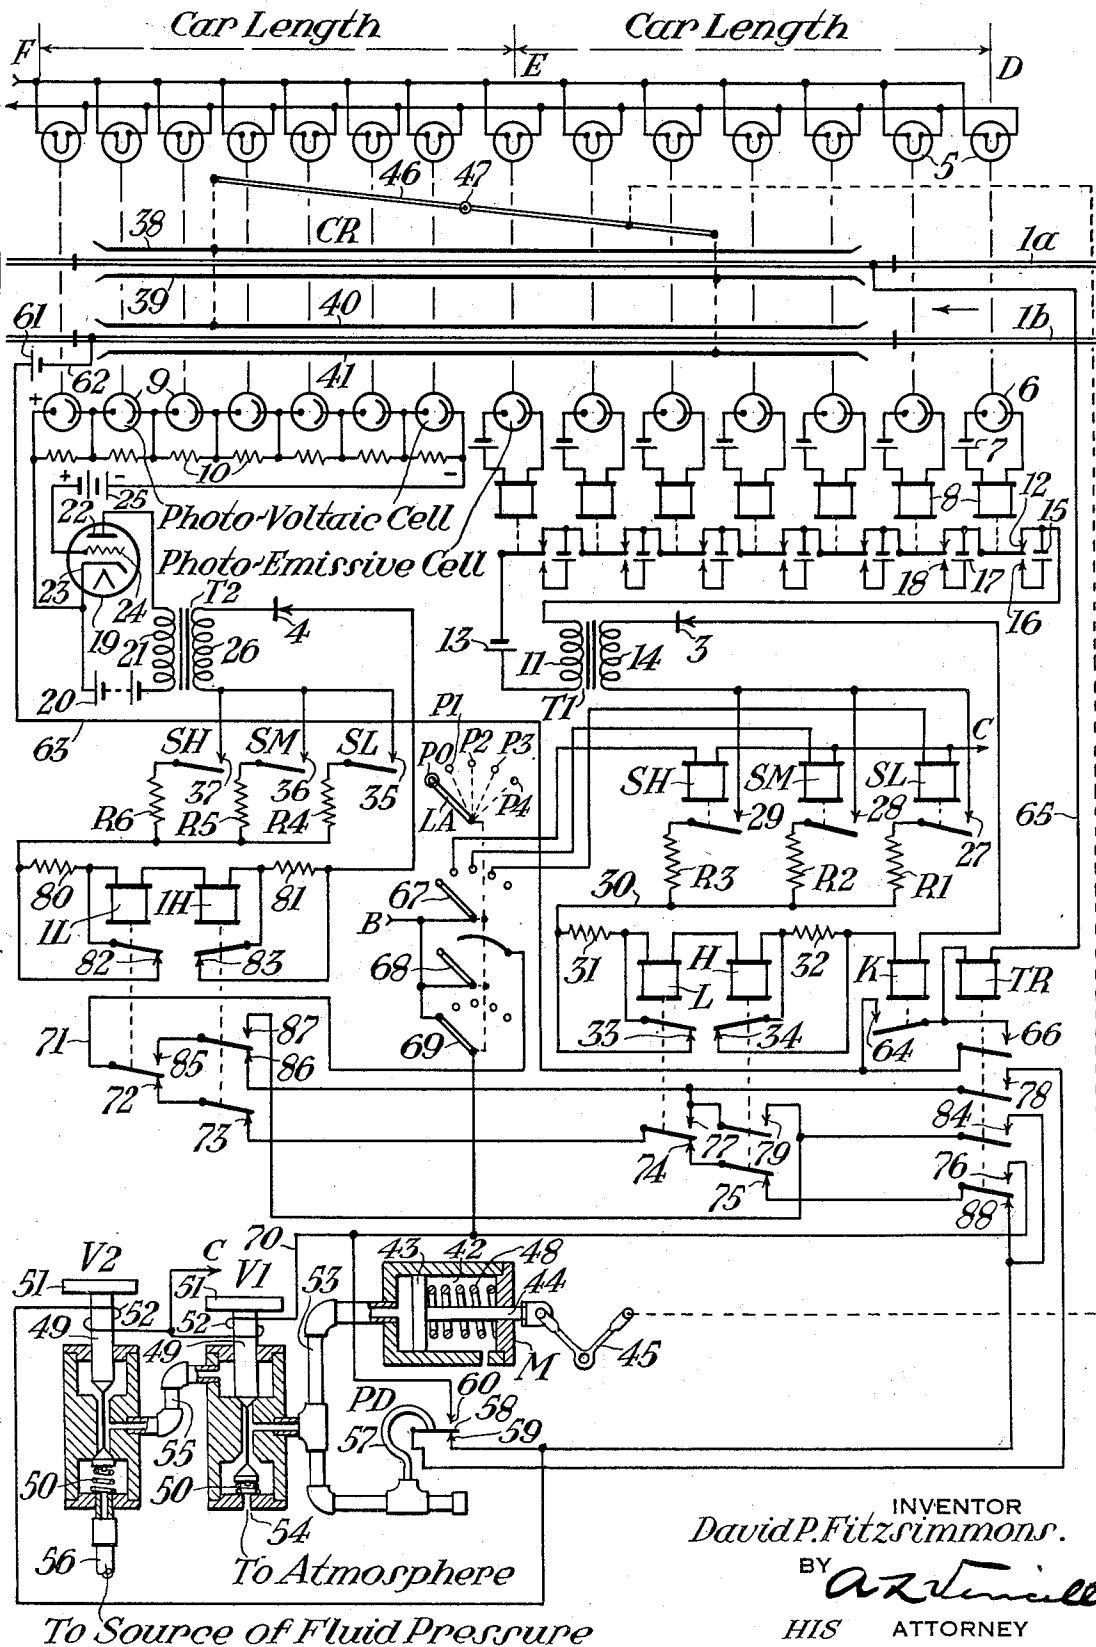 Car Length Car Length
F E D
5
46 47
38 CR 1a
39
40
61 1b
62 41
+ 9 6
7
10 -
+ - 25
22 Photo-Voltaic Cell 8 12 15
Photo-Emissive Cell
23 24 18 17 16
19 T2 4 13 3
21 26 11 14
20 T1
63 P1
P0 P2 P3 C
SH SM SL P4 SH SM SL
37 36 35 LA 29 28 27 65
R6 R5 R4
R3 R2 R1
80 81 67 30
1L 1H B 31 H 32 K TR
82 83 68 L
33 34 64 66
71 87 69
85 86
72 78
73 77 79 84
74 76
75 88
70
V2 C V1 43 42 48
51 51 53 44
52 52
49 49 M 45
PD 60
58
55 57 59
50 50
54 INVENTOR
David P. Fitzsimmons.
56 To Atmosphere BY
To Source of Fluid Pressure HIS ATTORNEY